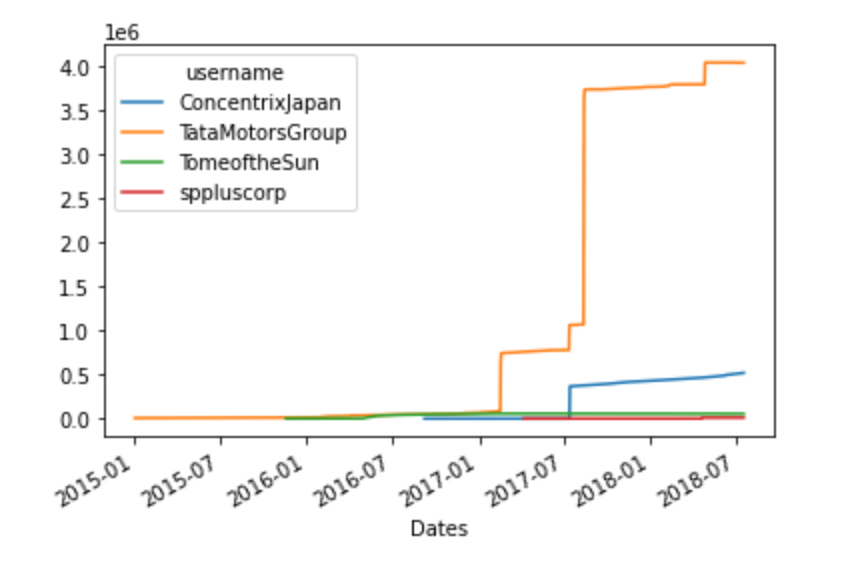 1e6
username
ConcentrixJapan
TataMotorsGroup
TomeoftheSun
sppluscorp
4.0
3.5
3.0
2.5
2.0
1.5
1.0
0.5
0.0
2015-01
2015-07
2016-01
2016-07
2017-01
2017-07
2018-01
2018-07
Dates